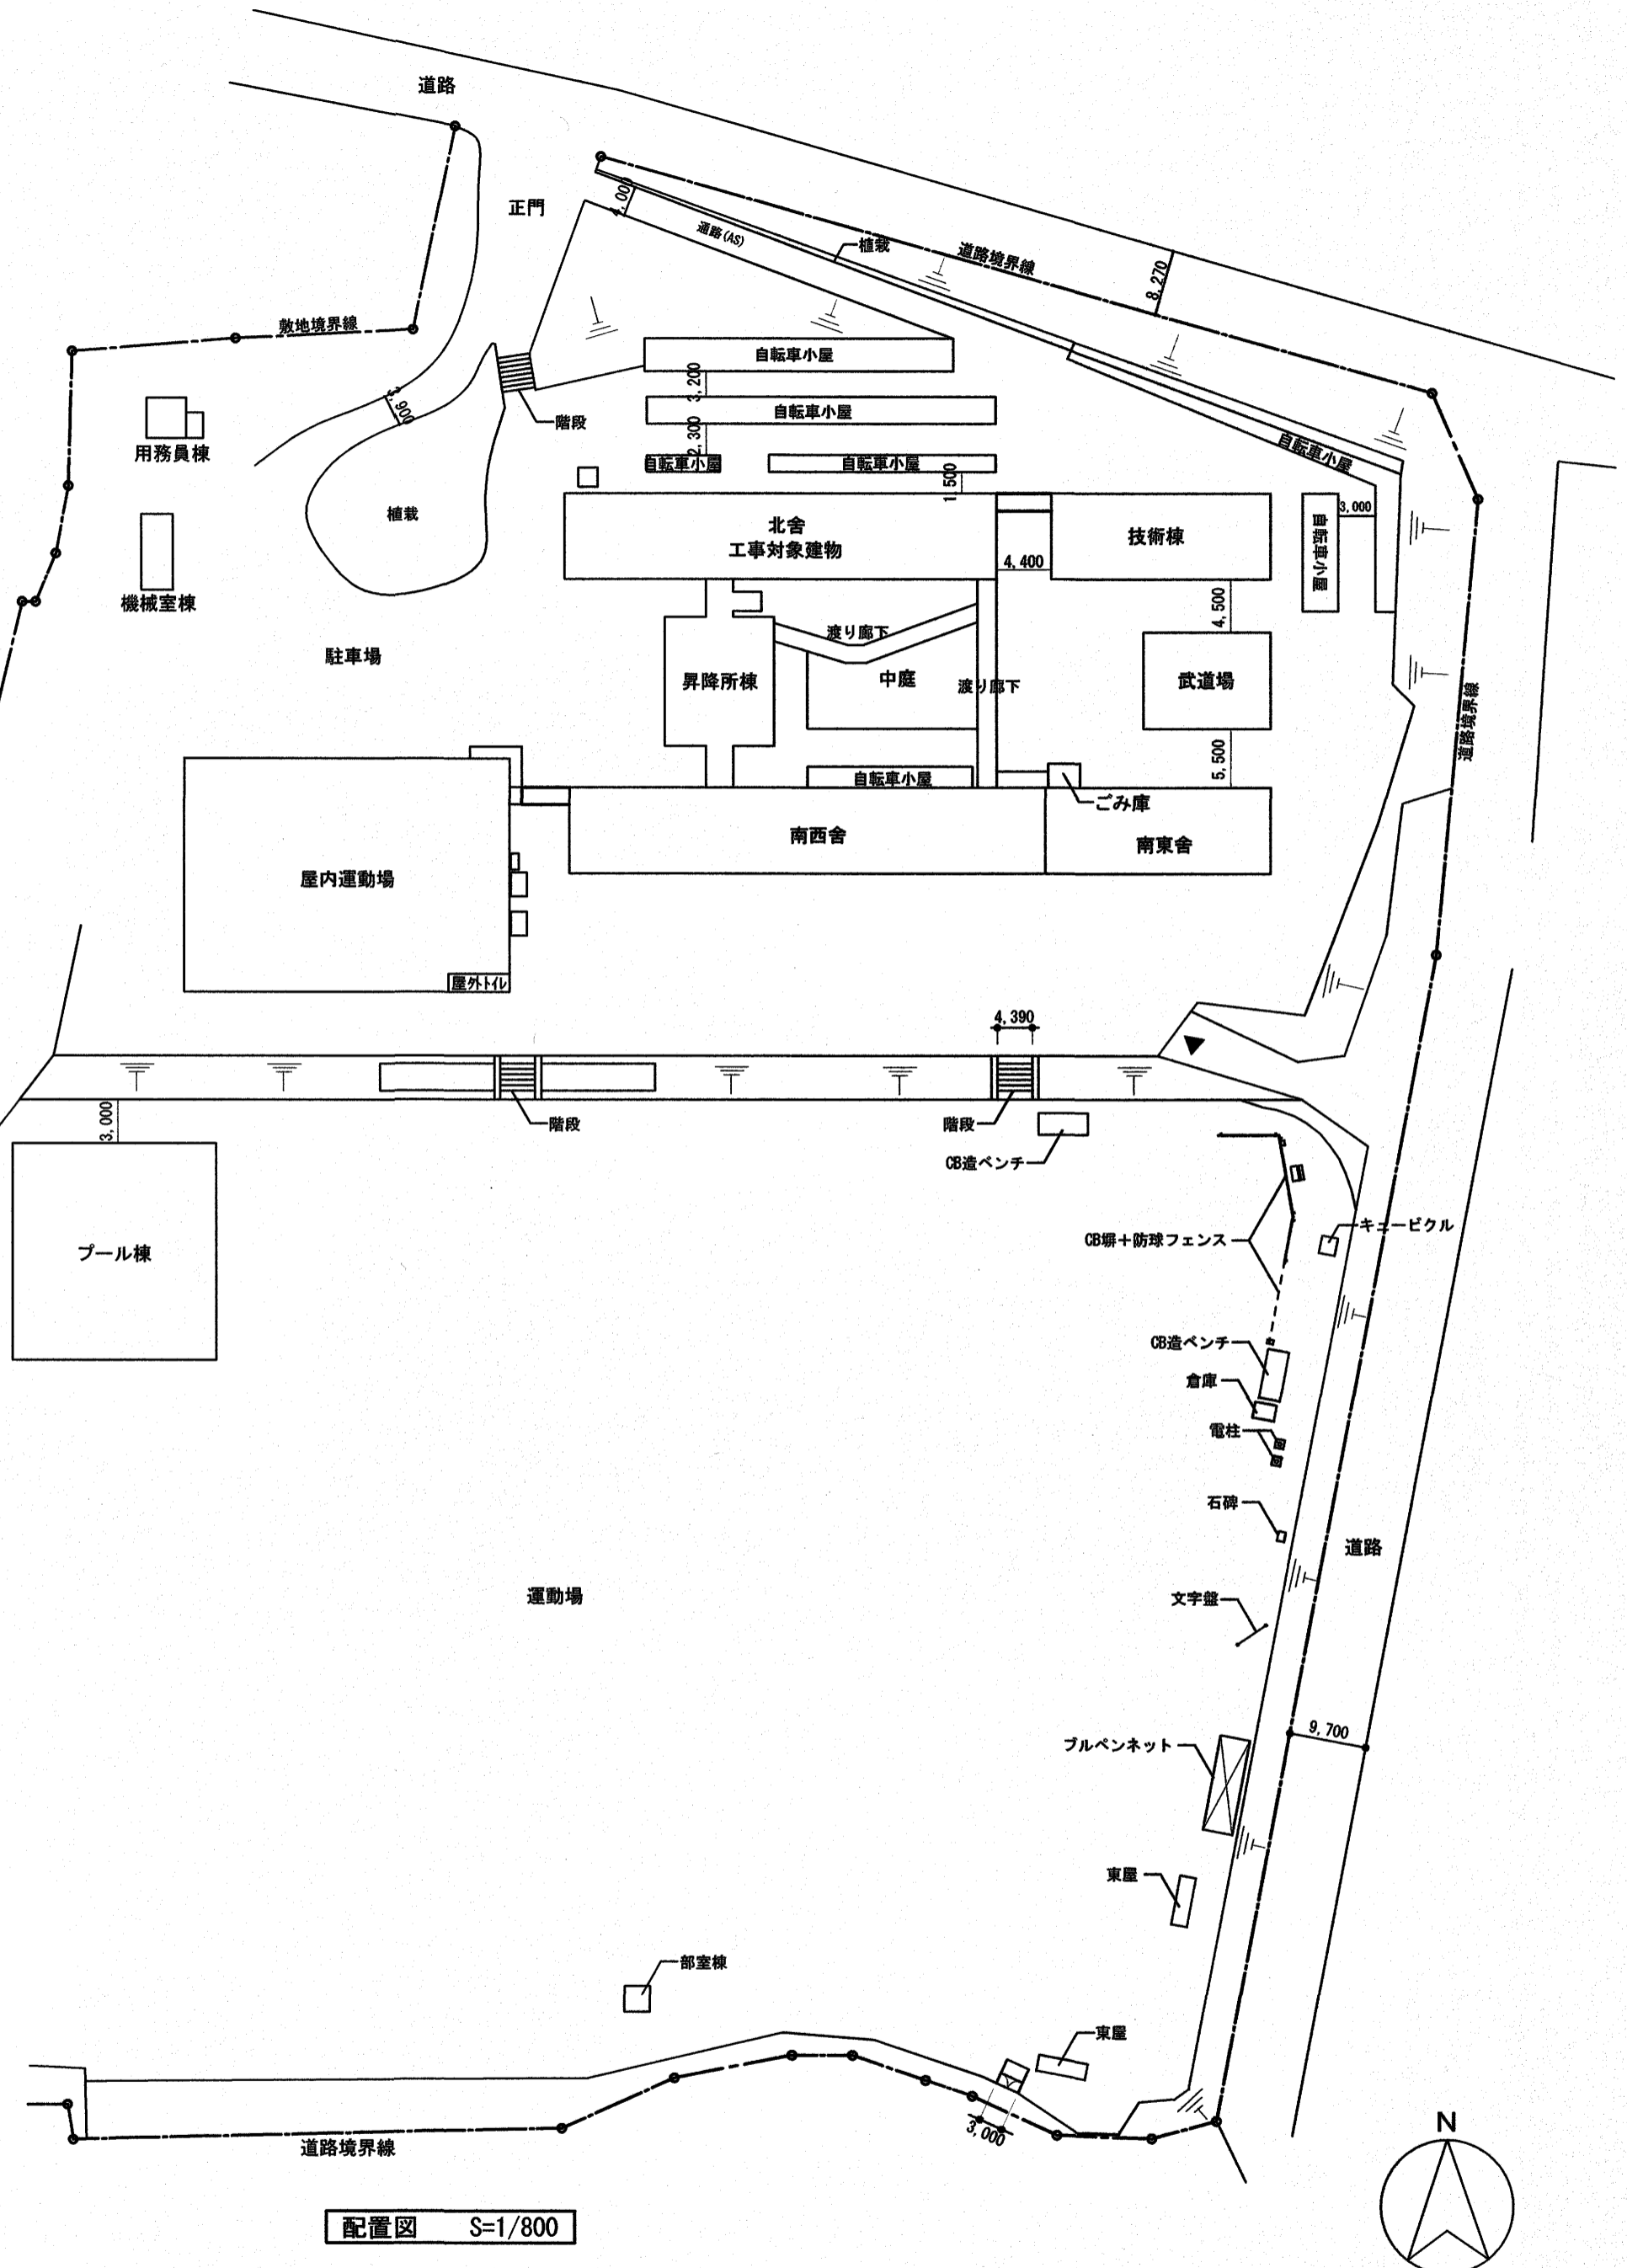 道路
正門
4,000
通路(AS)
植栽
道路境界線
8,270
敷地境界線
自転車小屋
3,200
3,900
自転車小屋
階段
2,300
用務員棟
自転車小屋
自転車小屋
自転車小屋
1,500
植栽
3,000
北舎
工事対象建物
技術棟
自転車小屋
4,400
機械室棟
4,500
渡り廊下
駐車場
昇降所棟
中庭
渡り廊下
武道場
道路境界線
5,500
自転車小屋
ごみ庫
南西舎
南東舎
屋内運動場
屋外トイレ
4,390
3,000
階段
階段
CB造ベンチ
キュービクル
CB塀+防球フェンス
プール棟
CB造ベンチ
倉庫
電柱
石碑
道路
運動場
文字盤
9,700
ブルペンネット
東屋
部室棟
東屋
3,000
道路境界線
N
配置図 S=1/800